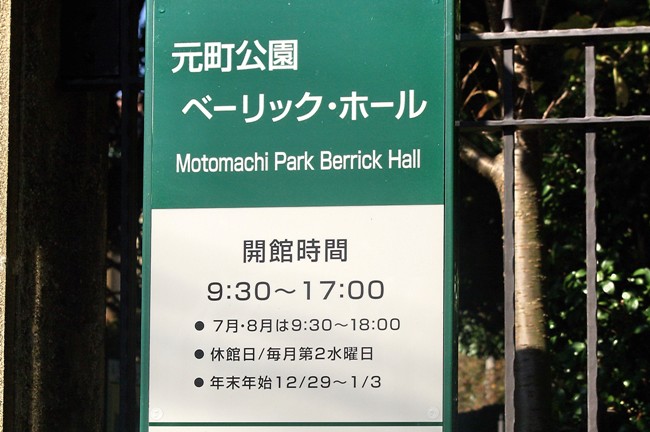 元町公園
ベーリック・ホール
Motomachi Park Berrick Hall
開館時間
9:30〜17:00
● 7月・8月は9:30〜18:00
● 休館日/毎月第2水曜日
● 年末年始12/29〜1/3